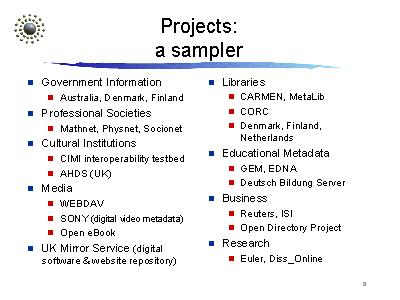 Projects:
a sampler
Government Information
Australia, Denmark, Finland
Professional Societies
Mathnet, Physnet, Socionet
Cultural Institutions
CIMI interoperability testbed
AHDS (UK)
Media
WEBDAV
SONY (digital video metadata)
Open eBook
UK Mirror Service (digital
software & website repository)
Libraries
CARMEN, MetaLib
CORC
Denmark, Finland,
Netherlands
Educational Metadata
GEM, EDNA
Deutsch Bildung Server
Business
Reuters, ISI
Open Directory Project
Research
Euler, Diss_Online